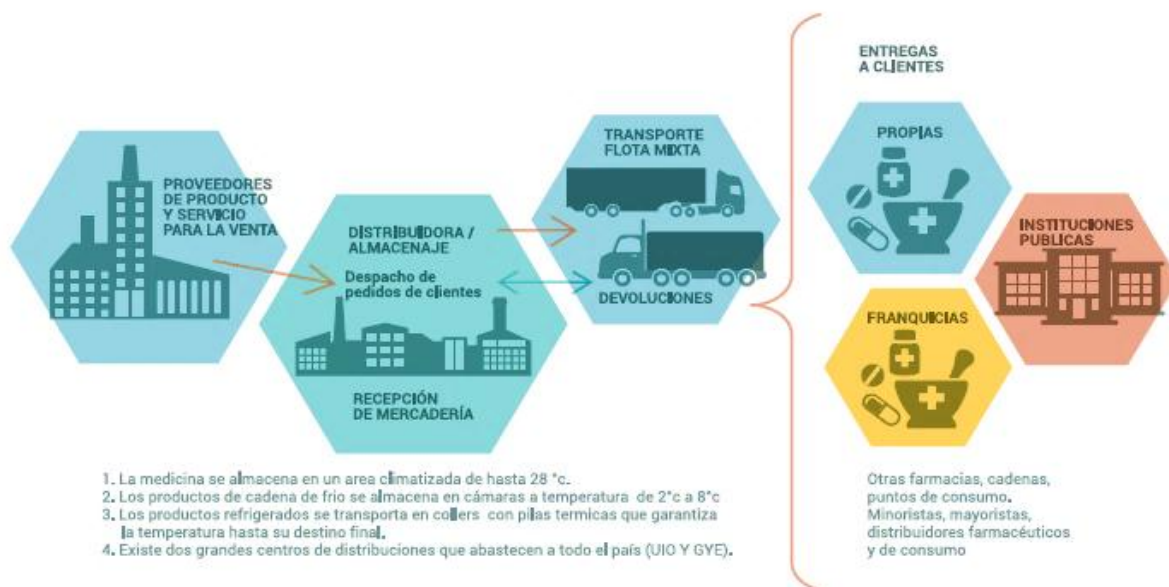 PROVEEDORES
DE PRODUCTO
Y SERVICIO
PARA LA VENTA
DISTRIBUIDORA /
ALMACENAJE
Despacho de
pedidos de clientes
RECEPCIÓN
DE MERCADERÍA
TRANSPORTE
FLOTA MIXTA
DEVOLUCIONES
ENTREGAS
A CLIENTES
PROPIAS
INSTITUCIONES
PUBLICAS
FRANQUICIAS
1. La medicina se almacena en un area climatizada de hasta 28 °c.
2. Los productos de cadena de frio se almacena en cámaras a temperatura de 2°c a 8°c
3. Los productos refrigerados se transporta en collers con pilas termicas que garantiza
la temperatura hasta su destino final.
4. Existe dos grandes centros de distribuciones que abastecen a todo el país (UIO Y GYE).
Otras farmacias, cadenas,
puntos de consumo.
Minoristas, mayoristas,
distribuidores farmacéuticos
y de consumo